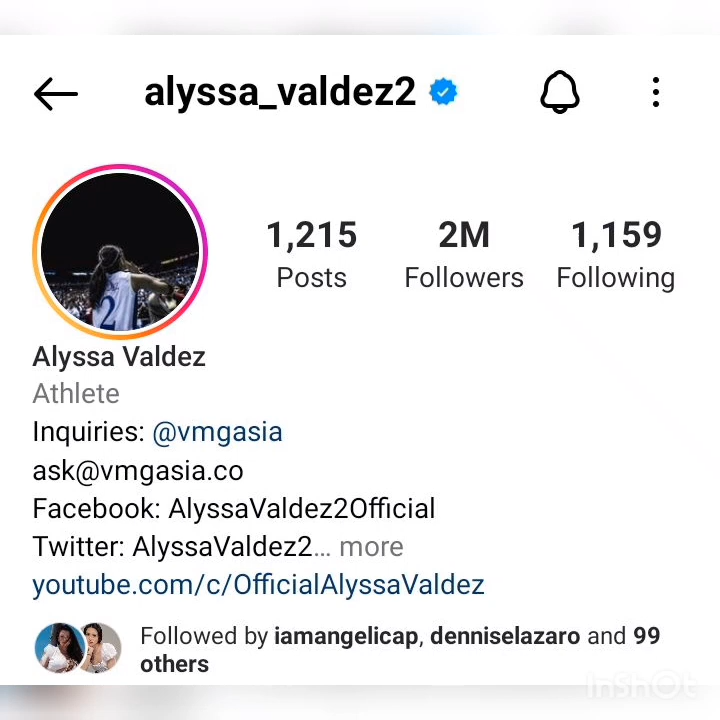 alyssa_valdez2
1,215 2M 1,159
Posts Followers Following
2
Alyssa Valdez
Athlete
Inquiries: @vmgasia
ask@vmgasia.co
Facebook: AlyssaValdez2Official
Twitter: AlyssaValdez2... more
youtube.com/c/OfficialAlyssaValdez
Followed by iamangelicap, denniselazaro and 99
others
InShOt